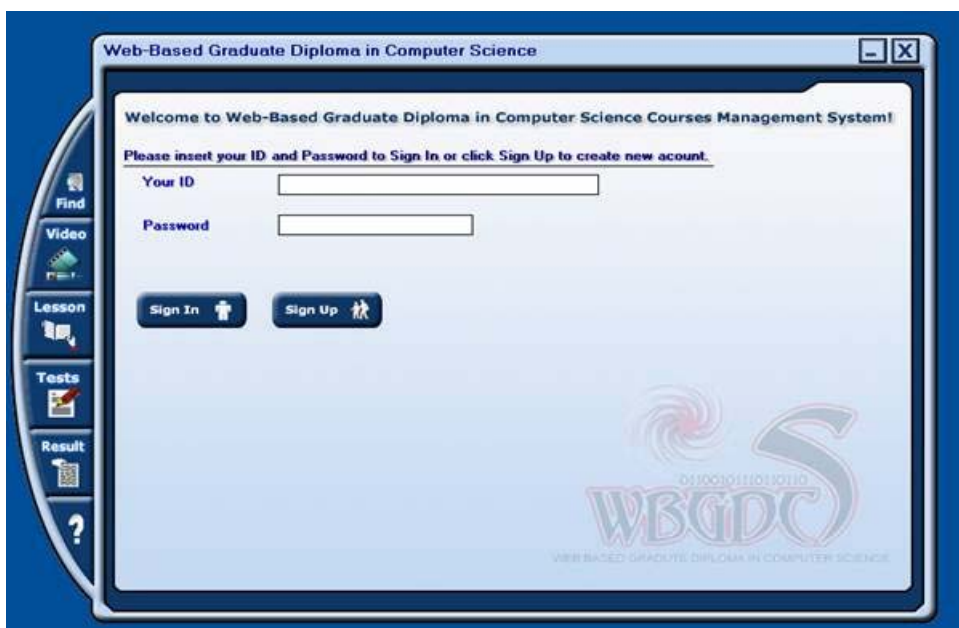 Web-Based Graduate Diploma in Computer Science
Welcome to Web-Based Graduate Diploma in Computer Science Courses Management System!
Please insert your ID and Password to Sign In or click Sign Up to create new acount.
Your ID
Password
Sign In
Sign Up
Find
Video
Lesson
Tests
Result
?
WBGDCS
WEB BASED GRADUTE DIPLOMA IN COMPUTER SCIENCE